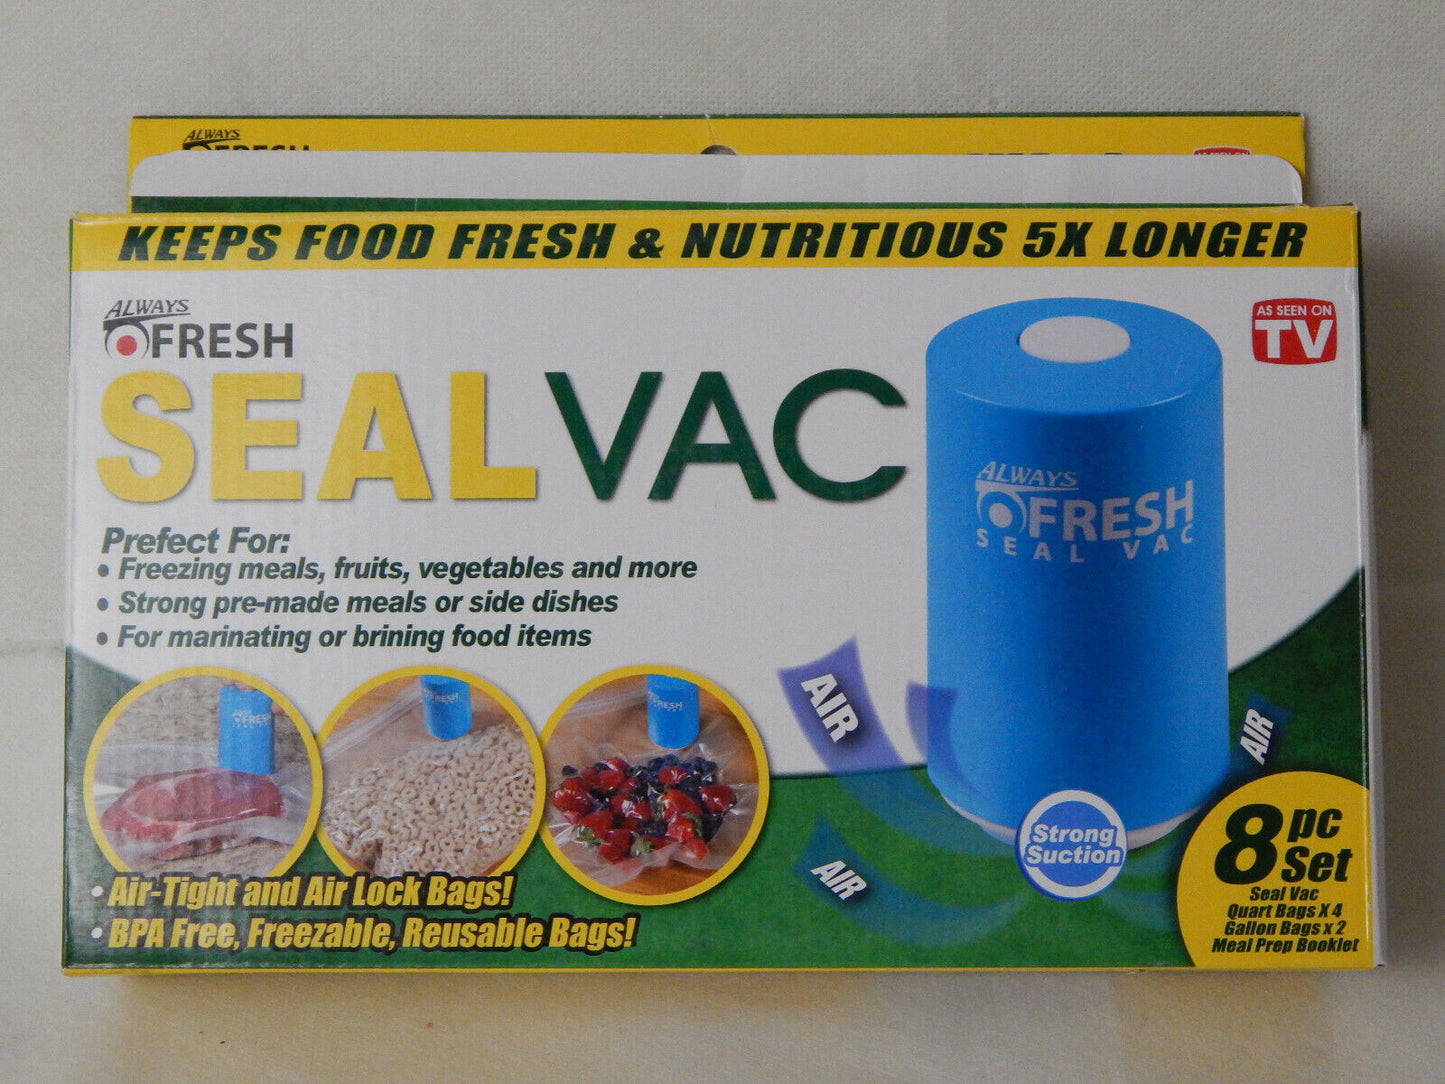 ALWAYS
FRESH
KEEPS FOOD FRESH & NUTRITIOUS 5X LONGER
ALWAYS
FRESH
AS SEEN ON
TV
SEALVAC
ALWAYS
FRESH
SEAL VAC
Prefect For:
• Freezing meals, fruits, vegetables and more
• Strong pre-made meals or side dishes
• For marinating or brining food items
AIR
AIR
AIR
FRESH
SEAL VAC
FRESH
FRESH
Strong
Suction
8 pc
Set
Seal Vac
Quart Bags X 4
Gallon Bags x 2
Meal Prep Booklet
• Air-Tight and Air Lock Bags!
• BPA Free, Freezable, Reusable Bags!